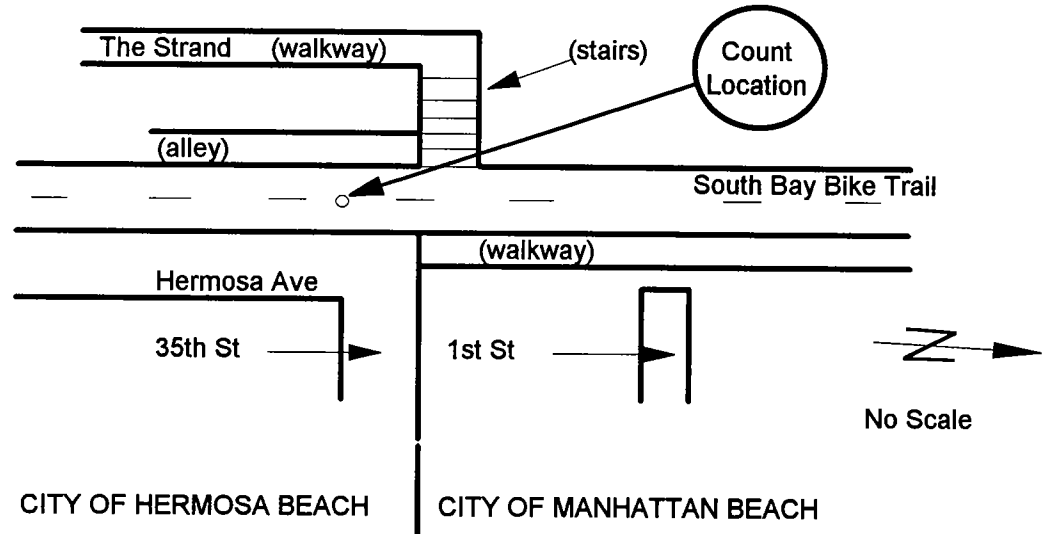 The Strand (walkway)
(stairs)
Count
Location
(alley)
South Bay Bike Trail
(walkway)
Hermosa Ave
35th St
1st St
N
No Scale
CITY OF HERMOSA BEACH
CITY OF MANHATTAN BEACH